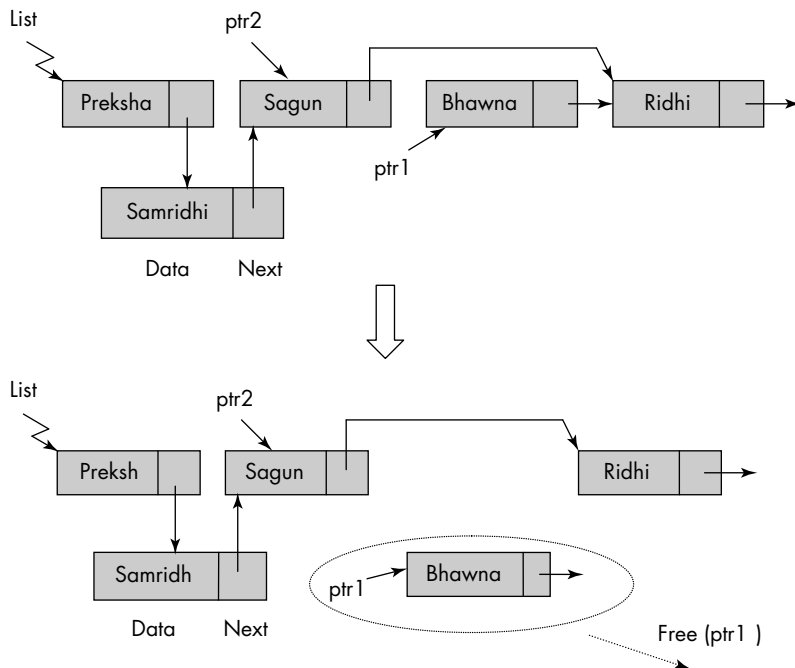 List
ptr2
Preksha
Sagun
Bhawna
Ridhi
ptr1
Samridhi
Data Next
List
ptr2
Preksh
Sagun
Ridhi
Samridh
ptr1
Bhawna
Data Next
Free (ptr1 )